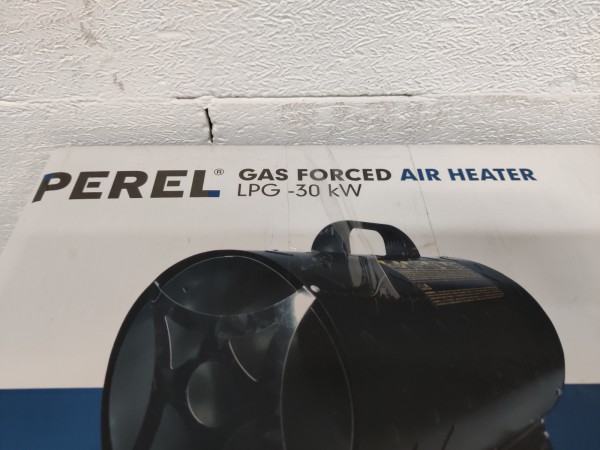 PEREL® GAS FORCED AIR HEATER
LPG -30 kW